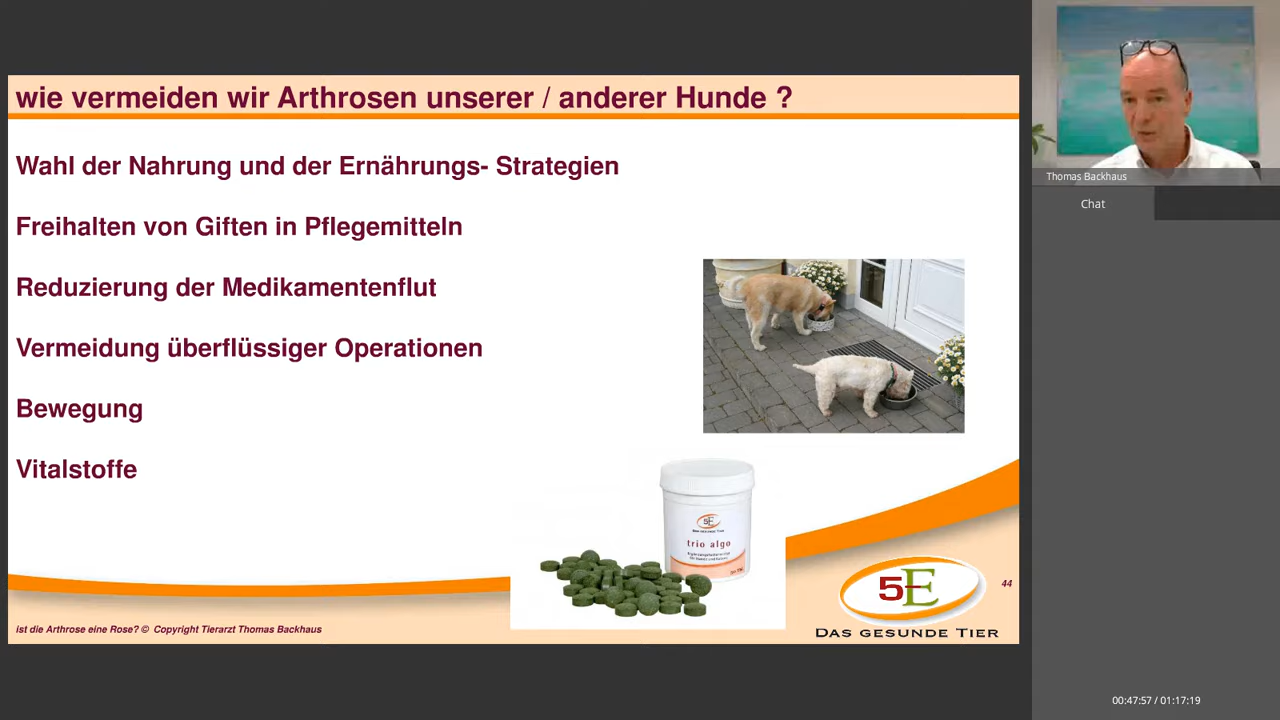 wie vermeiden wir Arthrosen unserer / anderer Hunde ?
Wahl der Nahrung und der Ernährungs- Strategien
Freihalten von Giften in Pflegemitteln
Reduzierung der Medikamentenflut
Vermeidung überflüssiger Operationen
Bewegung
Vitalstoffe
5E
trio algo
5E
DAS GESUNDE TIER
44
ist die Arthrose eine Rose? © Copyright Tierarzt Thomas Backhaus
Thomas Backhaus
Chat
00:47:57 / 01:17:19